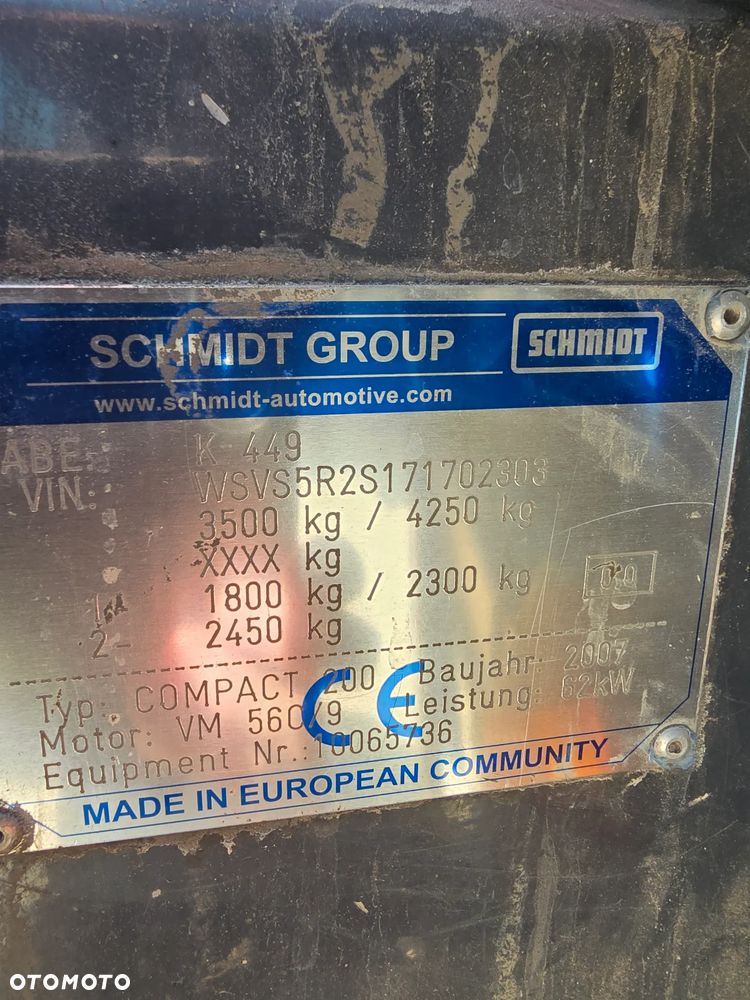 SCHMIDT GROUP
SCHMIDT
www.schmidt-automotive.com
ABE: K 449
VIN: WSVS5R2S171702303
3500 kg / 4250 kg
XXXX kg
1- 1800 kg / 2300 kg
2- 2450 kg
Typ: COMPACT 200 Baujahr: 2007
Motor: VM 56C/9 Leistung: 62kW
Equipment Nr.:10065736
CE
MADE IN EUROPEAN COMMUNITY
OTOMOTO